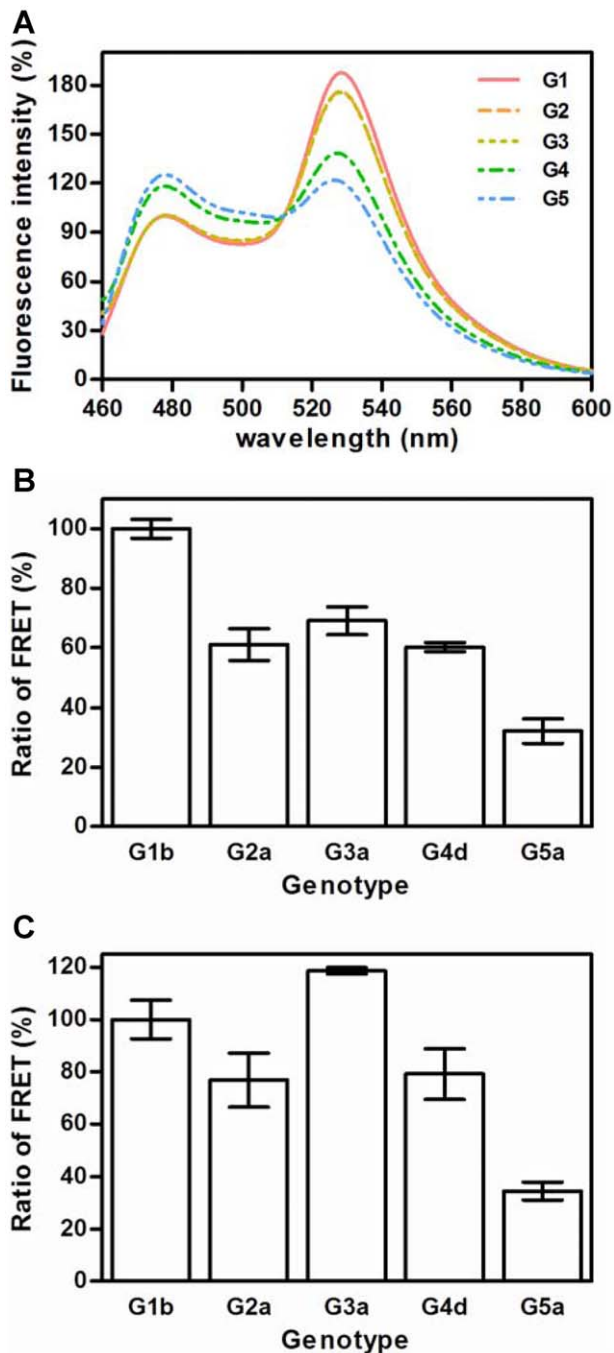 A
Fluorescence intensity (%)
180
150
120
90
60
30
0
G1
G2
G3
G4
G5
460 480 500 520 540 560 580 600
wavelength (nm)
B
Ratio of FRET (%)
100
80
60
40
20
0
G1b G2a G3a G4d G5a
Genotype
C
Ratio of FRET (%)
120
100
80
60
40
20
0
G1b G2a G3a G4d G5a
Genotype